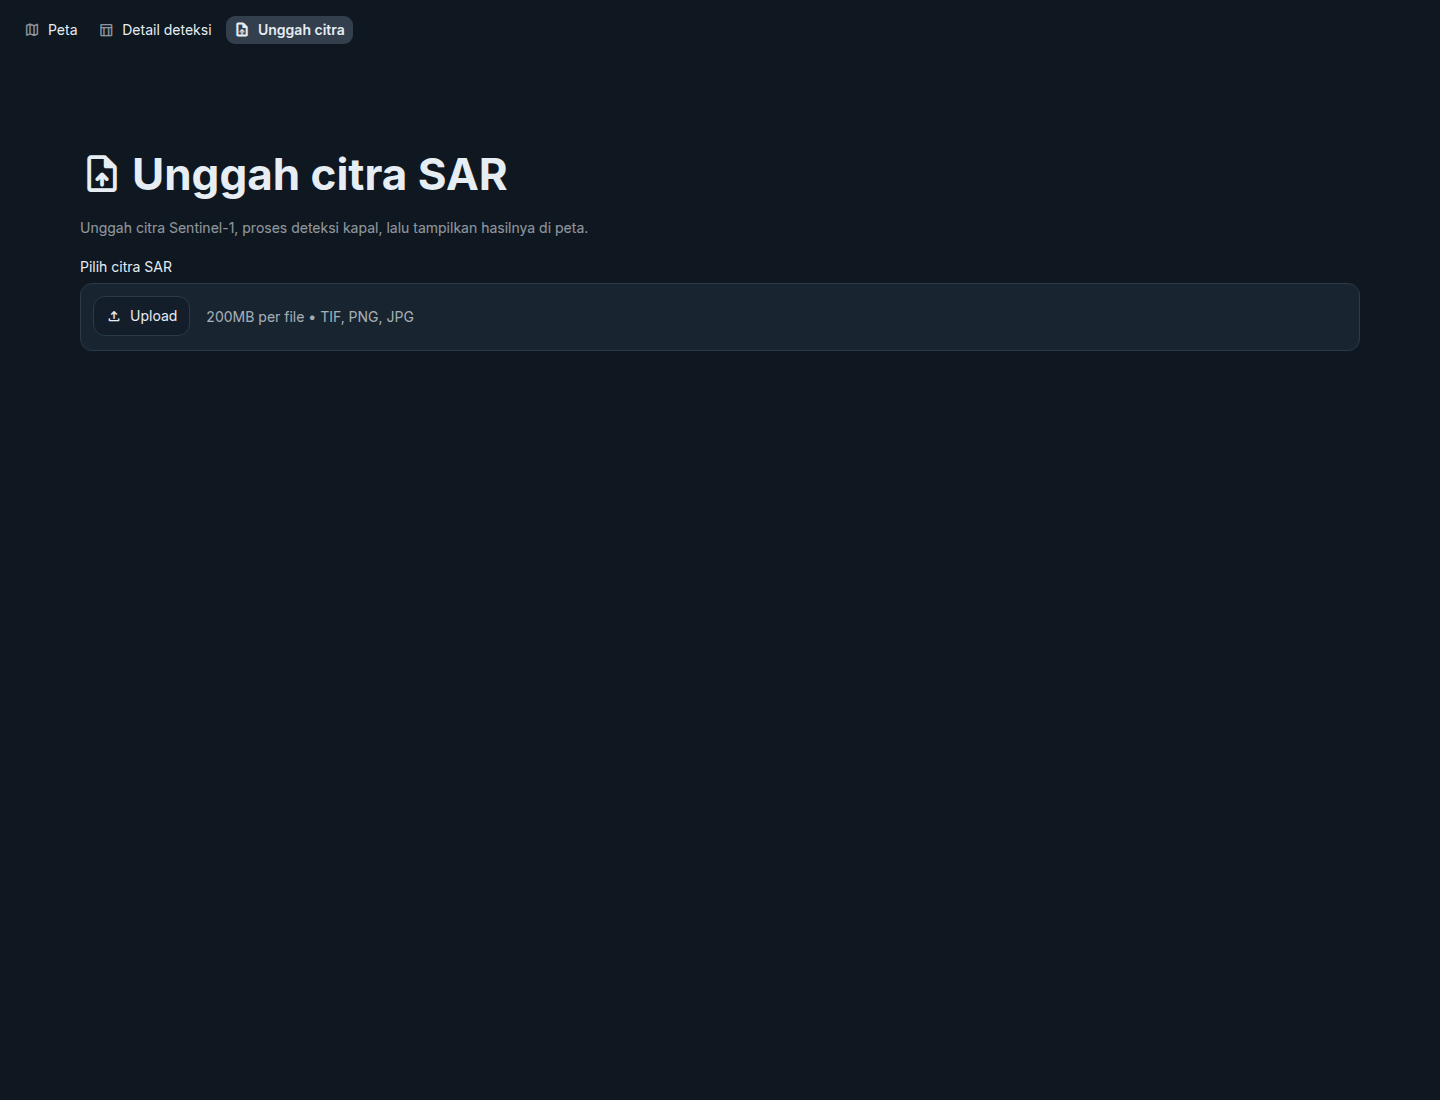 Peta Detail deteksi Unggah citra
Unggah citra SAR
Unggah citra Sentinel-1, proses deteksi kapal, lalu tampilkan hasilnya di peta.
Pilih citra SAR
Upload 200MB per file • TIF, PNG, JPG